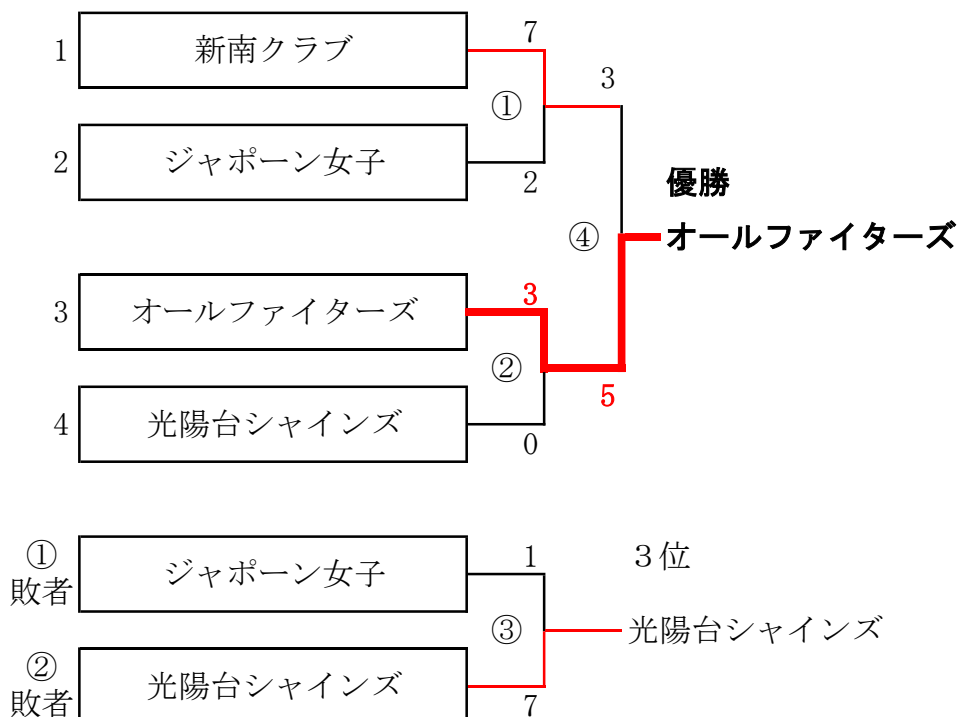 7
1 新南クラブ
3
①
2 ジャポーン女子
2
優勝
④ オールファイターズ
3
3 オールファイターズ
②
5
4 光陽台シャインズ
0
①
敗者
ジャポーン女子
1
３位
③
光陽台シャインズ
②
敗者
光陽台シャインズ
7